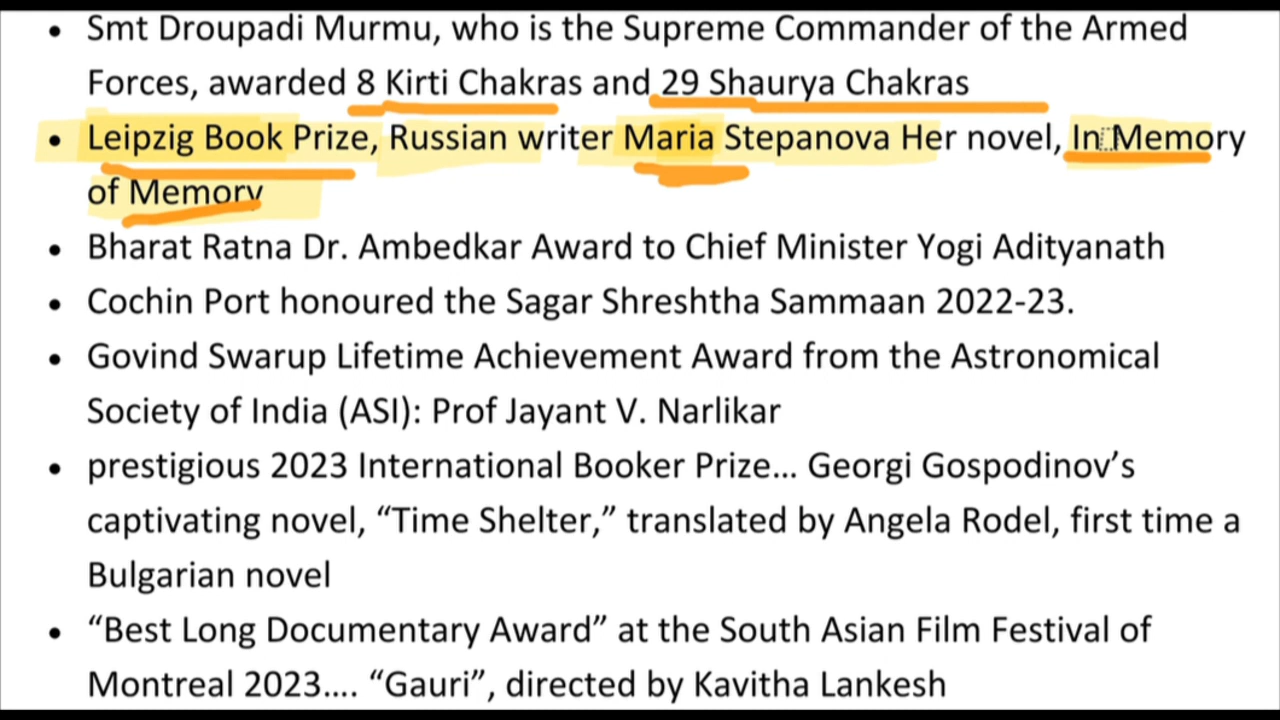 • Smt Droupadi Murmu, who is the Supreme Commander of the Armed
Forces, awarded 8 Kirti Chakras and 29 Shaurya Chakras
• Leipzig Book Prize, Russian writer Maria Stepanova Her novel, In Memory
of Memory
• Bharat Ratna Dr. Ambedkar Award to Chief Minister Yogi Adityanath
• Cochin Port honoured the Sagar Shreshtha Sammaan 2022-23.
• Govind Swarup Lifetime Achievement Award from the Astronomical
Society of India (ASI): Prof Jayant V. Narlikar
• prestigious 2023 International Booker Prize... Georgi Gospodinov’s
captivating novel, “Time Shelter,” translated by Angela Rodel, first time a
Bulgarian novel
• “Best Long Documentary Award” at the South Asian Film Festival of
Montreal 2023.... “Gauri”, directed by Kavitha Lankesh